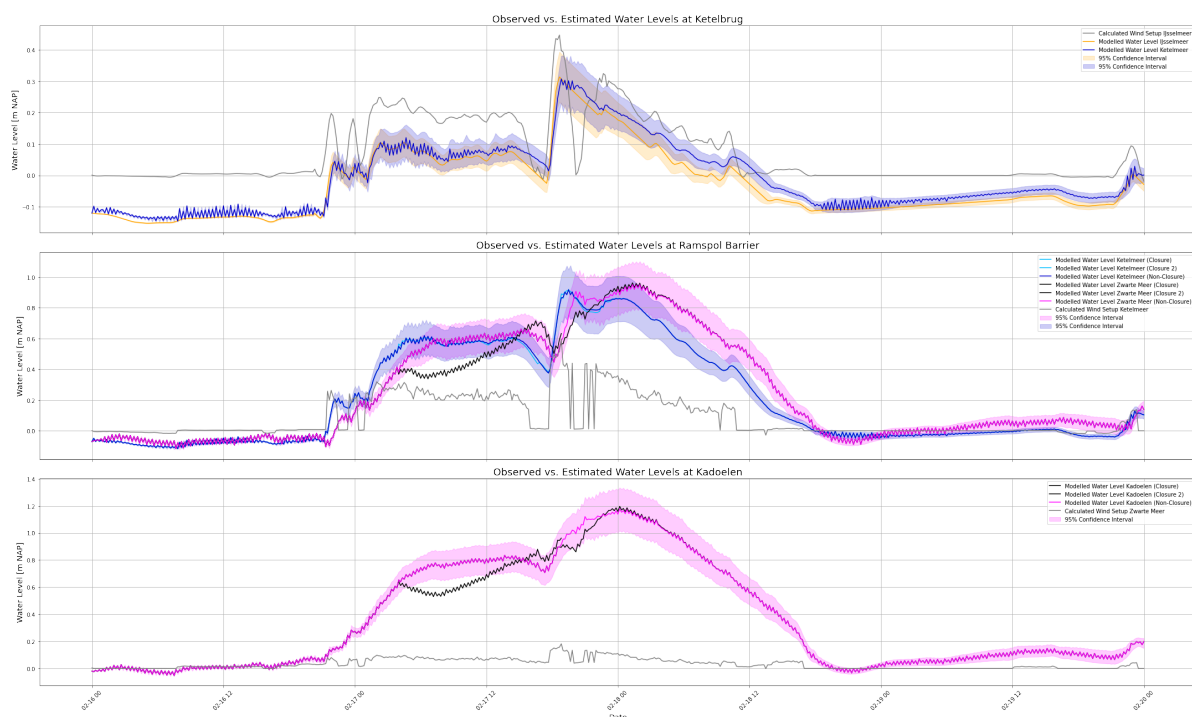 Observed vs. Estimated Water Levels at Ketelbrug
Water Level [m NAP]
0.4
0.3
0.2
0.1
0.0
−0.1
Calculated Wind Setup IJsselmeer
Modelled Water Level IJsselmeer
Modelled Water Level Ketelmeer
95% Confidence Interval
95% Confidence Interval
Observed vs. Estimated Water Levels at Ramspol Barrier
Water Level [m NAP]
1.0
0.8
0.6
0.4
0.2
0.0
Modelled Water Level Ketelmeer (Closure)
Modelled Water Level Ketelmeer (Closure 2)
Modelled Water Level Ketelmeer (Non-Closure)
Modelled Water Level Zwarte Meer (Closure)
Modelled Water Level Zwarte Meer (Closure 2)
Modelled Water Level Zwarte Meer (Non-Closure)
Calculated Wind Setup Ketelmeer
95% Confidence Interval
95% Confidence Interval
Observed vs. Estimated Water Levels at Kadoelen
Water Level [m NAP]
1.4
1.2
1.0
0.8
0.6
0.4
0.2
0.0
Modelled Water Level Kadoelen (Closure)
Modelled Water Level Kadoelen (Closure 2)
Modelled Water Level Kadoelen (Non-Closure)
Calculated Wind Setup Zwarte Meer
95% Confidence Interval
02-16 00
02-16 12
02-17 00
02-17 12
02-18 00
02-18 12
02-19 00
02-19 12
02-20 00
Date